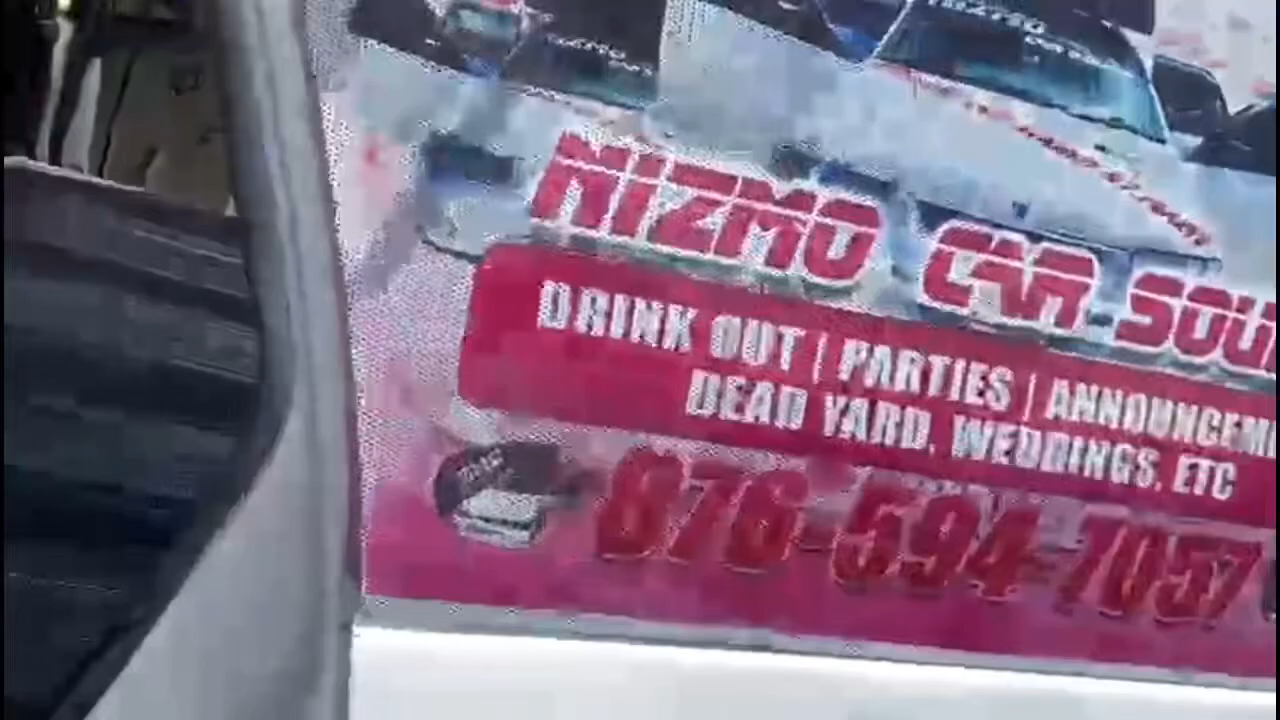 NIZMO CAR SOU
DRINK OUT | PARTIES | ANNOUNCEM
DEAD YARD, WEDDINGS, ETC
876-594-7057